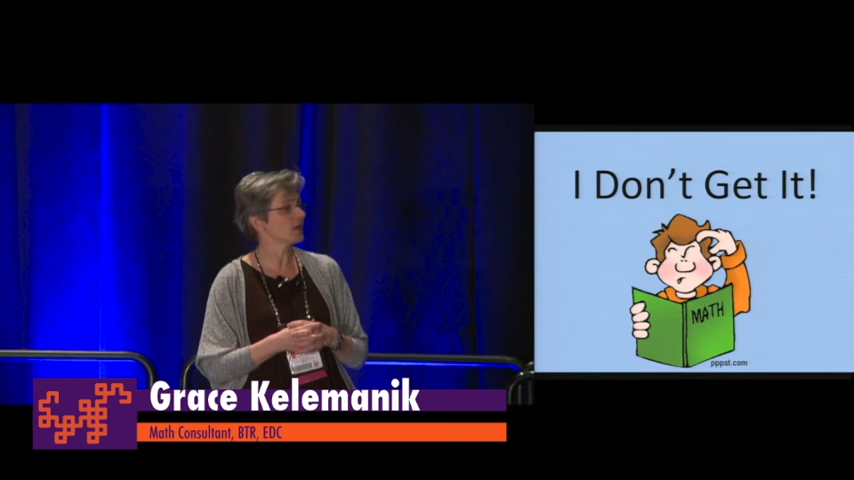 I Don't Get It!
MATH
pppst.com
Grace Kelemanik
Math Consultant, BTR, EDC